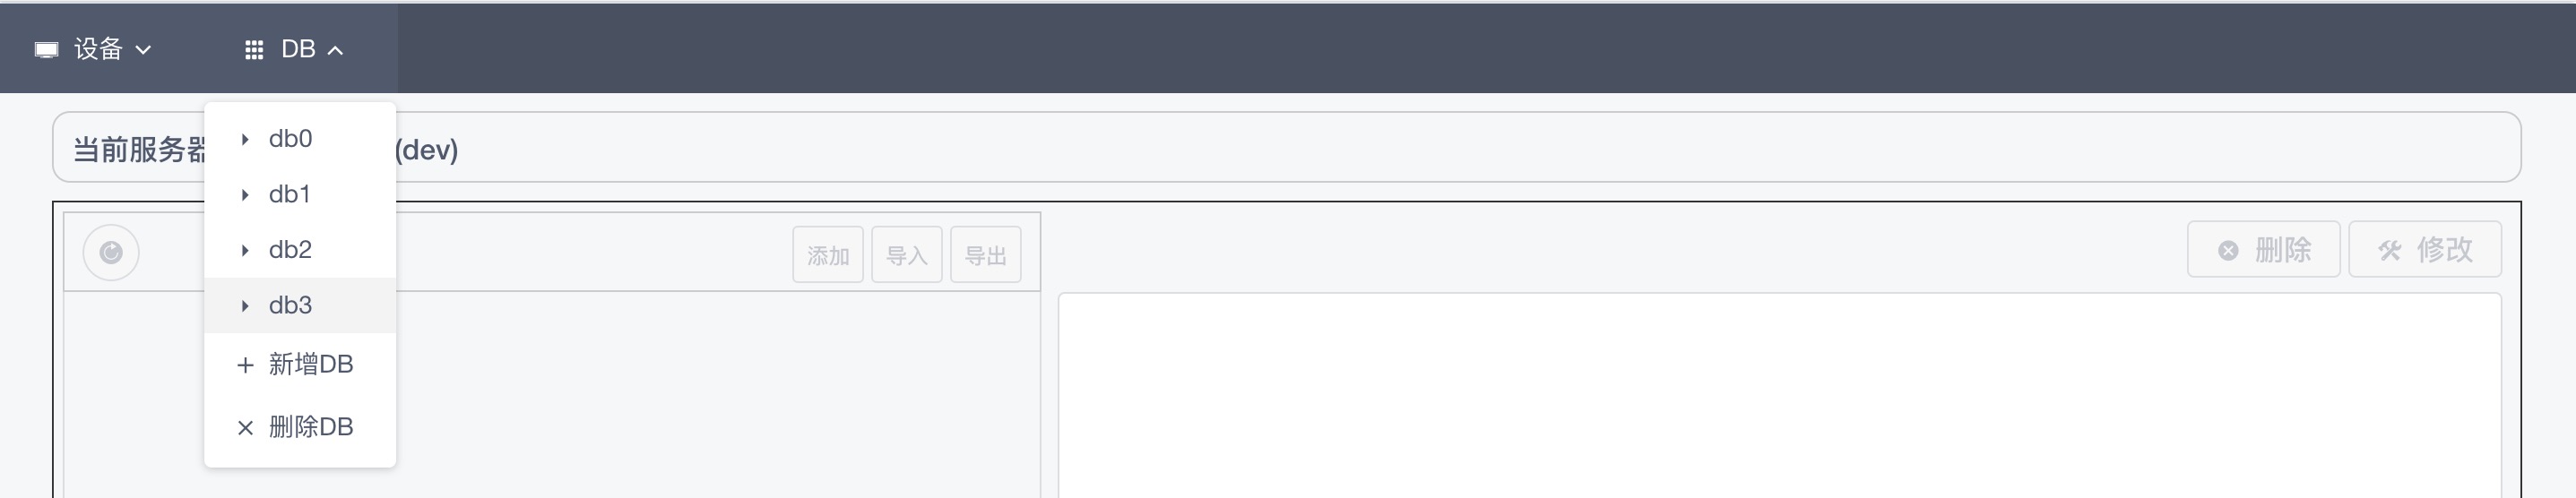 设备 DB
db0
当前服务器 (dev)
db1
db2
添加 导入 导出 删除 修改
db3
新增DB
删除DB